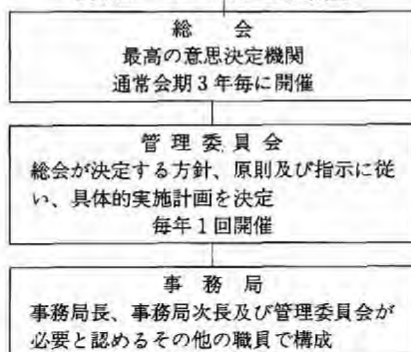 総会
最高の意思決定機関
通常会期3年毎に開催
管理委員会
総会が決定する方針、原則及び指示に従
い、具体的実施計画を決定
毎年1回開催
事務局
事務局長、事務局次長及び管理委員会が
必要と認めるその他の職員で構成